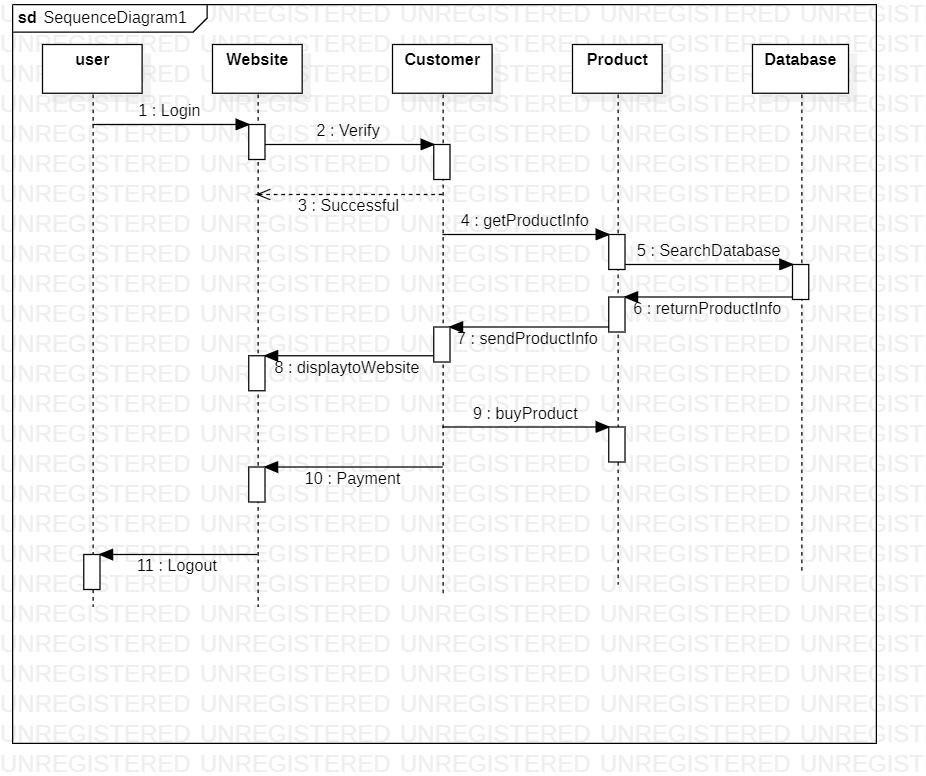 sd SequenceDiagram1
user Website Customer Product Database
1 : Login
2 : Verify
3 : Successful
4 : getProductInfo
5 : SearchDatabase
6 : returnProductInfo
7 : sendProductInfo
8 : displaytoWebsite
9 : buyProduct
10 : Payment
11 : Logout
UNREGISTERED